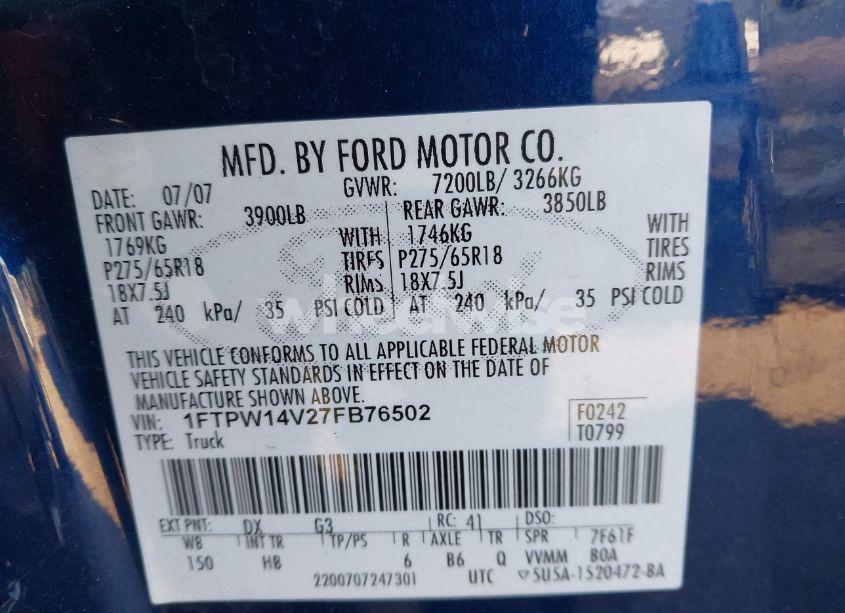 MFD. BY FORD MOTOR CO.
DATE: 07/07 GVWR: 7200LB/ 3266KG
FRONT GAWR: 3900LB REAR GAWR: 3850LB
1769KG WITH 1746KG WITH
P275/65R18 TIRES P275/65R18 TIRES
18X7.5J RIMS 18X7.5J RIMS
AT 240 kPa/ 35 PSI COLD AT 240 kPa/ 35 PSI COLD
wheelwise
THIS VEHICLE CONFORMS TO ALL APPLICABLE FEDERAL MOTOR
VEHICLE SAFETY STANDARDS IN EFFECT ON THE DATE OF
MANUFACTURE SHOWN ABOVE.
VIN: 1FTPW14V27FB76502 F0242
TYPE: Truck T0799
EXT PNT: DX G3 RC: 41 DSO:
WB INT TR TP/PS R AXLE TR SPR 7F61F
150 HB 6 B6 Q VVMM BOA
2200707247301 UTC 5U5A-1520472-BA